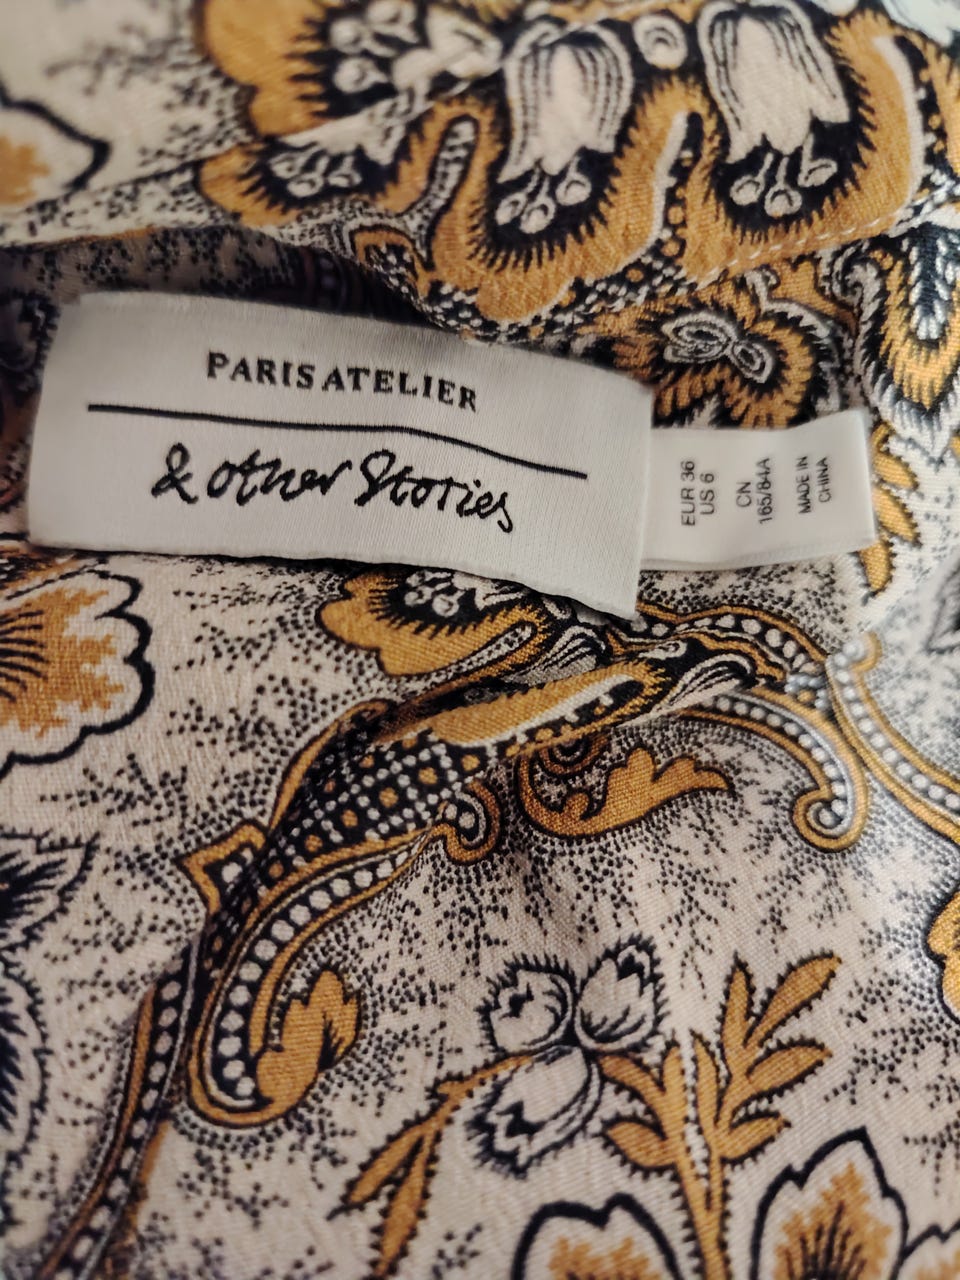 PARIS ATELIER
& other Stories
EUR 36
US 6
CN
165/84A
MADE IN
CHINA